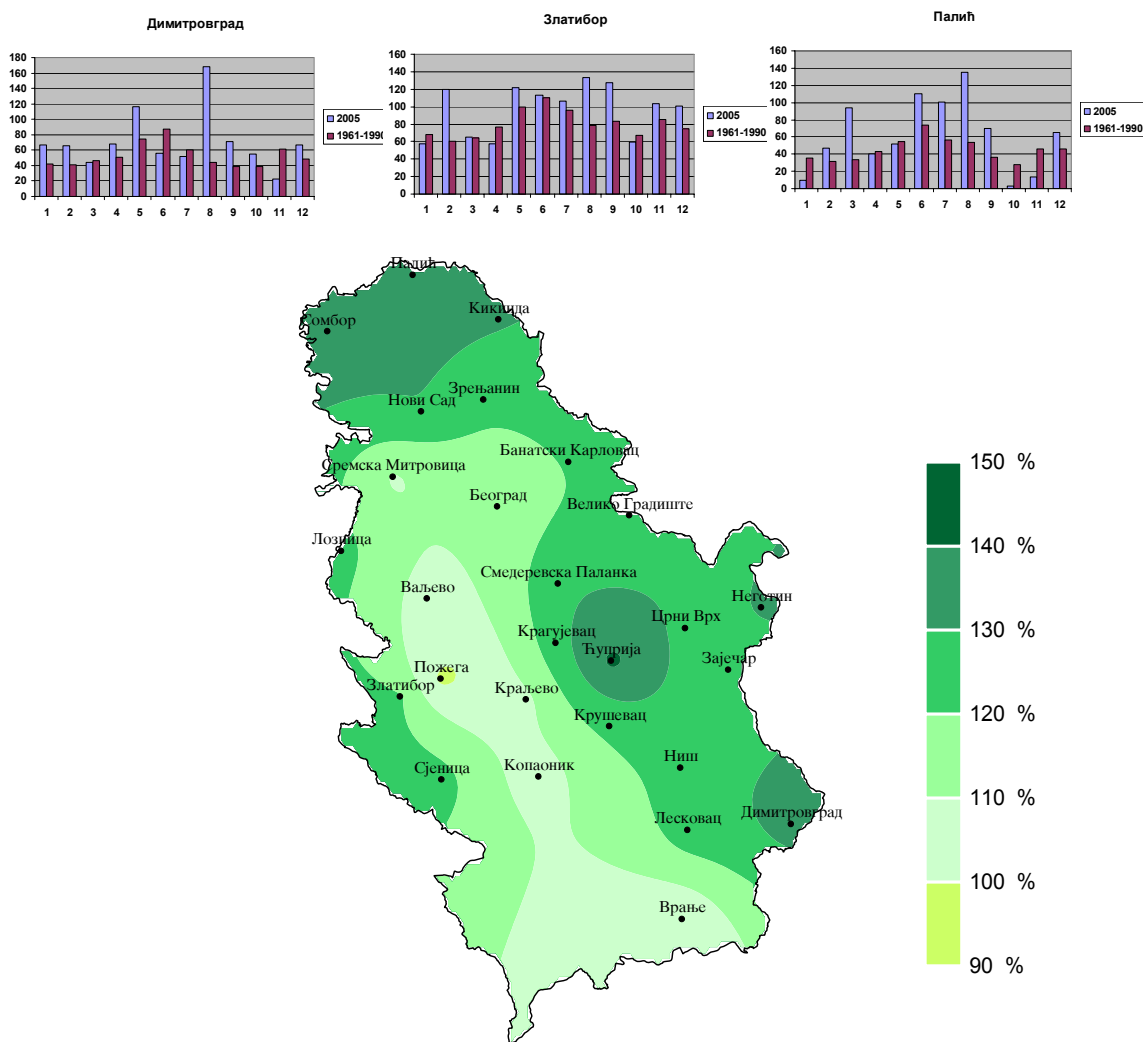 Димитровград
Златибор
Палић
180
160
140
120
100
80
60
40
20
0
1 2 3 4 5 6 7 8 9 10 11 12
2005
1961-1990
160
140
120
100
80
60
40
20
0
1 2 3 4 5 6 7 8 9 10 11 12
2005
1961-1990
160
140
120
100
80
60
40
20
0
1 2 3 4 5 6 7 8 9 10 11 12
2005
1961-1990
Палић
Кикинда
Сомбор
Зрењанин
Нови Сад
Банатски Карловац
Сремска Митровица
Београд
Велико Градиште
Лозница
Смедеревска Паланка
Ваљево
Неготин
Црни Врх
Крагујевац
Ћуприја
Зајечар
Пожега
Златибор
Краљево
Крушевац
Ниш
Сјеница
Копаоник
Димитровград
Лесковац
Врање
150 %
140 %
130 %
120 %
110 %
100 %
90 %